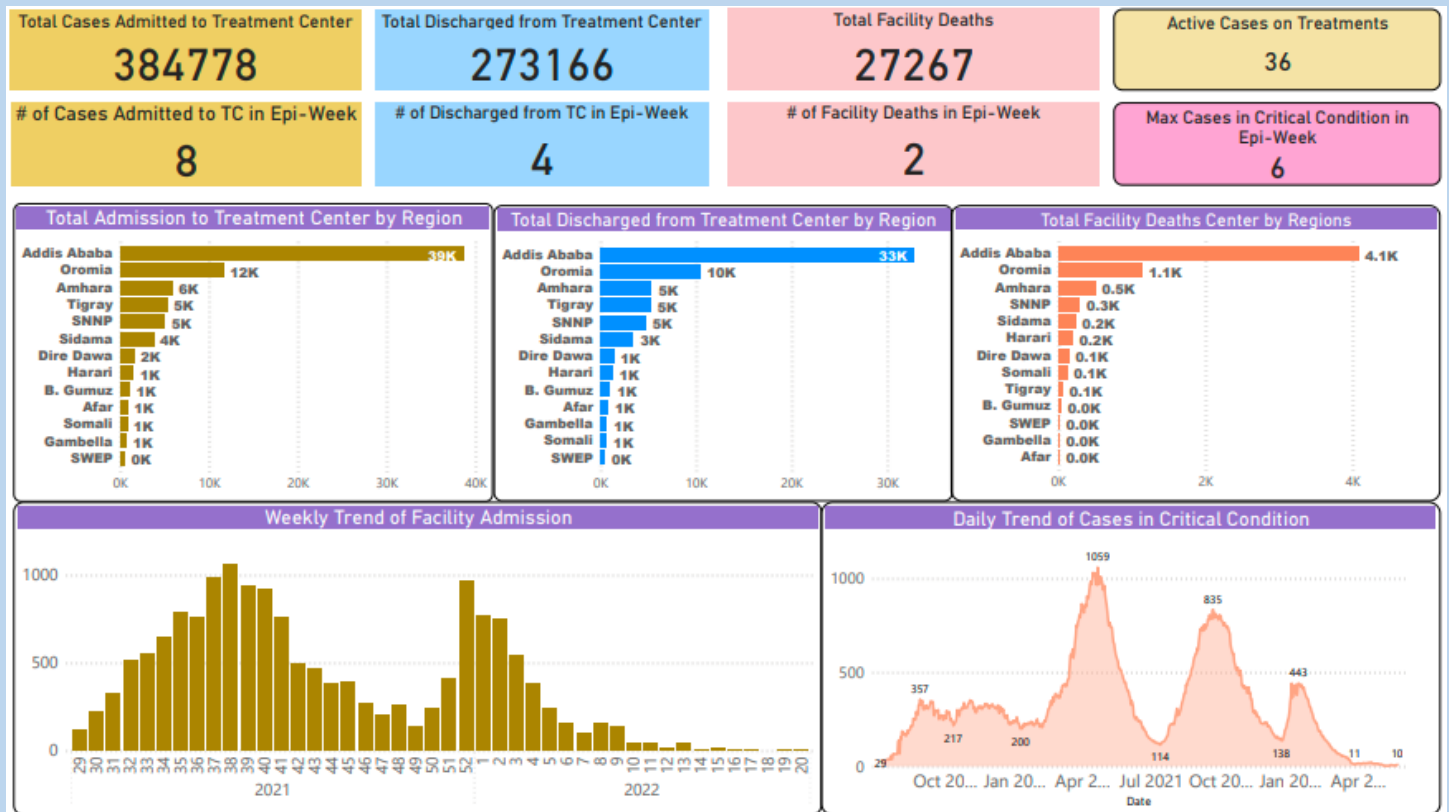 Total Cases Admitted to Treatment Center
384778
Total Discharged from Treatment Center
273166
Total Facility Deaths
27267
Active Cases on Treatments
36
# of Cases Admitted to TC in Epi-Week
8
# of Discharged from TC in Epi-Week
4
# of Facility Deaths in Epi-Week
2
Max Cases in Critical Condition in
Epi-Week
6
Total Admission to Treatment Center by Region
Addis Ababa 39K
Oromia 12K
Amhara 6K
Tigray 5K
SNNP 5K
Sidama 4K
Dire Dawa 2K
Harari 1K
B. Gumuz 1K
Afar 1K
Somali 1K
Gambella 1K
SWEP 0K
0K 10K 20K 30K 40K
Total Discharged from Treatment Center by Region
Addis Ababa 33K
Oromia 10K
Amhara 5K
Tigray 5K
SNNP 5K
Sidama 3K
Dire Dawa 1K
Harari 1K
B. Gumuz 1K
Afar 1K
Gambella 1K
Somali 1K
SWEP 0K
0K 10K 20K 30K
Total Facility Deaths Center by Regions
Addis Ababa 4.1K
Oromia 1.1K
Amhara 0.5K
SNNP 0.3K
Sidama 0.2K
Harari 0.2K
Dire Dawa 0.1K
Somali 0.1K
Tigray 0.1K
B. Gumuz 0.0K
SWEP 0.0K
Gambella 0.0K
Afar 0.0K
0K 2K 4K
Weekly Trend of Facility Admission
1000
500
0
29 30 31 32 33 34 35 36 37 38 39 40 41 42 43 44 45 46 47 48 49 50 51 52 1 2 3 4 5 6 7 8 9 10 11 12 13 14 15 16 17 18 19 20
2021 2022
Daily Trend of Cases in Critical Condition
1059
1000
835
500
443
357
217
200
114
138
11
10
0
29
Oct 20... Jan 20... Apr 2... Jul 2021 Oct 20... Jan 20... Apr 2...
Date